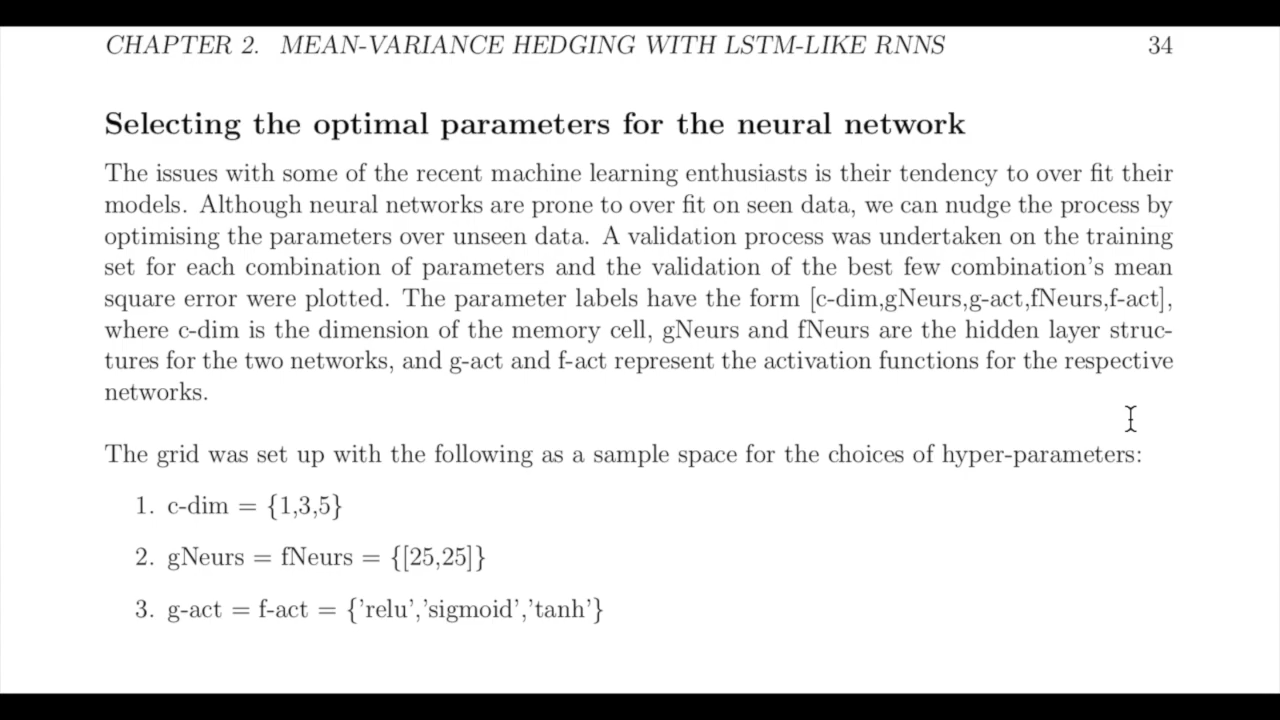 CHAPTER 2. MEAN-VARIANCE HEDGING WITH LSTM-LIKE RNNS 34
Selecting the optimal parameters for the neural network
The issues with some of the recent machine learning enthusiasts is their tendency to over fit their
models. Although neural networks are prone to over fit on seen data, we can nudge the process by
optimising the parameters over unseen data. A validation process was undertaken on the training
set for each combination of parameters and the validation of the best few combination's mean
square error were plotted. The parameter labels have the form [c-dim,gNeurs,g-act,fNeurs,f-act],
where c-dim is the dimension of the memory cell, gNeurs and fNeurs are the hidden layer struc-
tures for the two networks, and g-act and f-act represent the activation functions for the respective
networks.
The grid was set up with the following as a sample space for the choices of hyper-parameters:
1. c-dim = {1,3,5}
2. gNeurs = fNeurs = {[25,25]}
3. g-act = f-act = {'relu','sigmoid','tanh'}